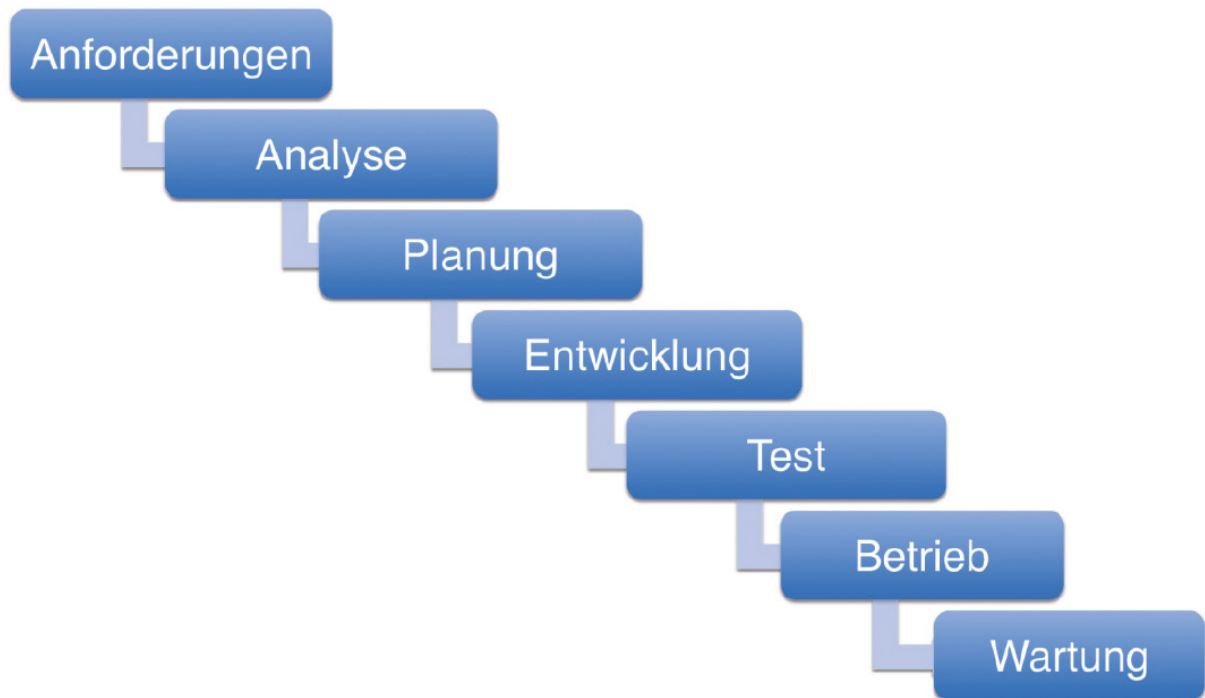 Anforderungen
Analyse
Planung
Entwicklung
Test
Betrieb
Wartung